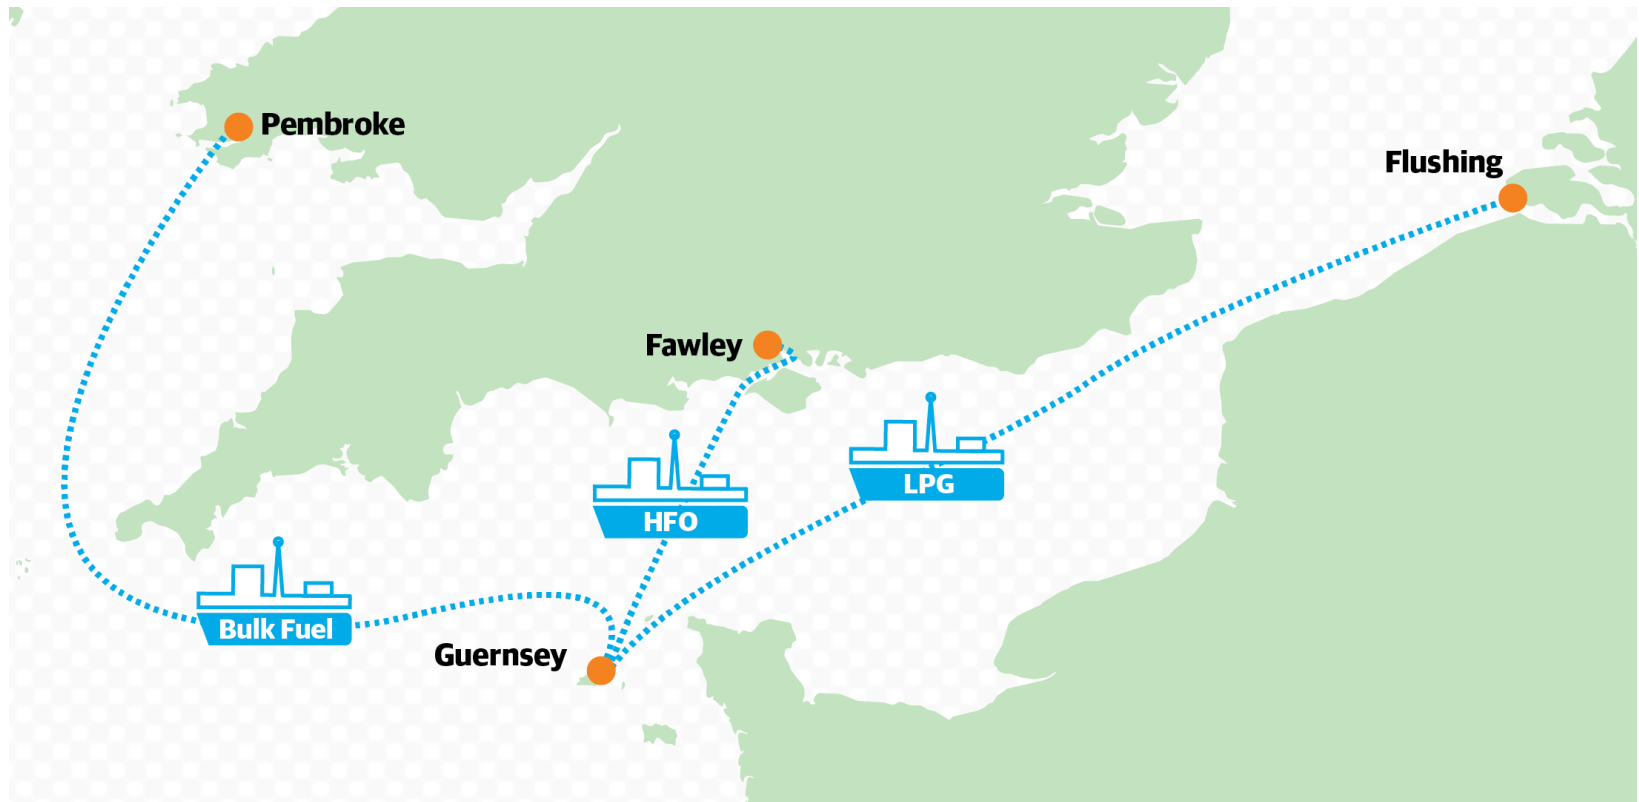 Pembroke
Flushing
Fawley
LPG
HFO
Bulk Fuel
Guernsey